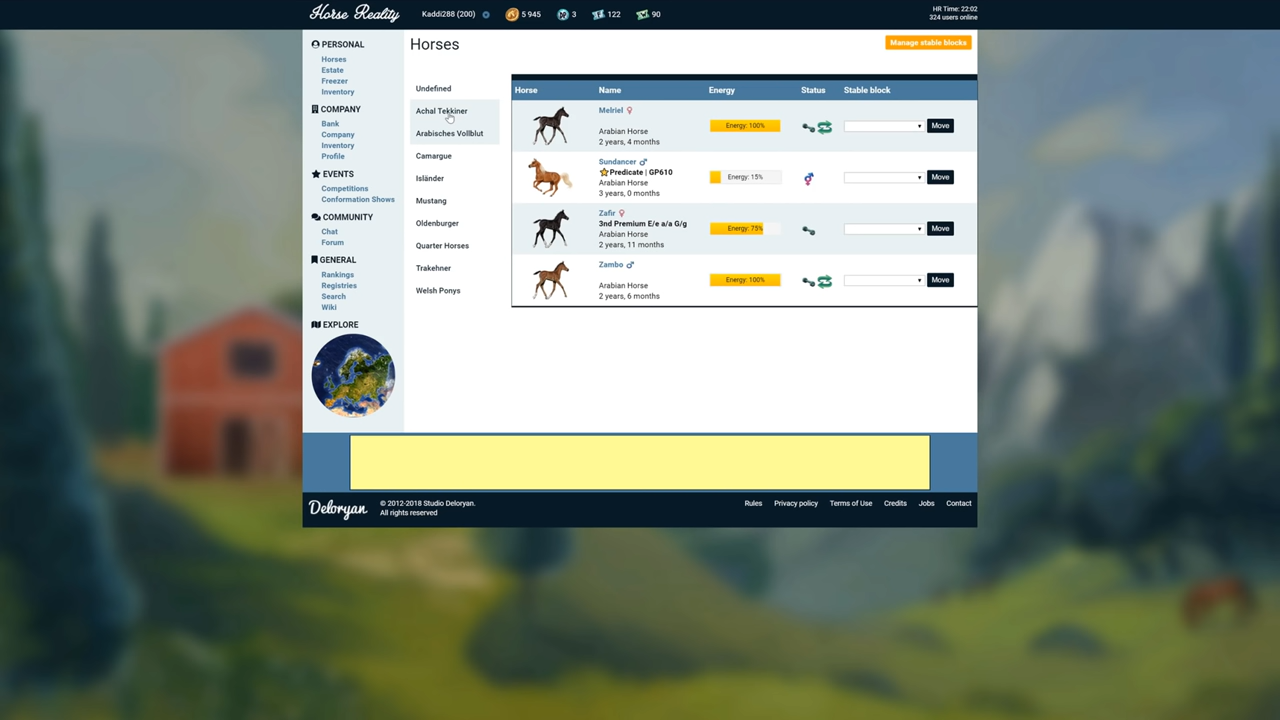 Horse Reality
Kaddi288 (200)
5 945
3
122
90
HR Time: 22:02
324 users online
PERSONAL
Horses
Estate
Freezer
Inventory
COMPANY
Bank
Company
Inventory
Profile
EVENTS
Competitions
Conformation Shows
COMMUNITY
Chat
Forum
GENERAL
Rankings
Registries
Search
Wiki
EXPLORE
Horses
Manage stable blocks
Undefined
Achal Tekkiner
Arabisches Vollblut
Camargue
Isländer
Mustang
Oldenburger
Quarter Horses
Trakehner
Welsh Ponys
Horse Name Energy Status Stable block
Melriel
Arabian Horse
2 years, 4 months
Energy: 100%
Move
Sundancer
Predicate | GP610
Arabian Horse
3 years, 0 months
Energy: 15%
Move
Zafir
3nd Premium E/e a/a G/g
Arabian Horse
2 years, 11 months
Energy: 75%
Move
Zambo
Arabian Horse
2 years, 6 months
Energy: 100%
Move
Deloryan
© 2012-2018 Studio Deloryan.
All rights reserved
Rules Privacy policy Terms of Use Credits Jobs Contact